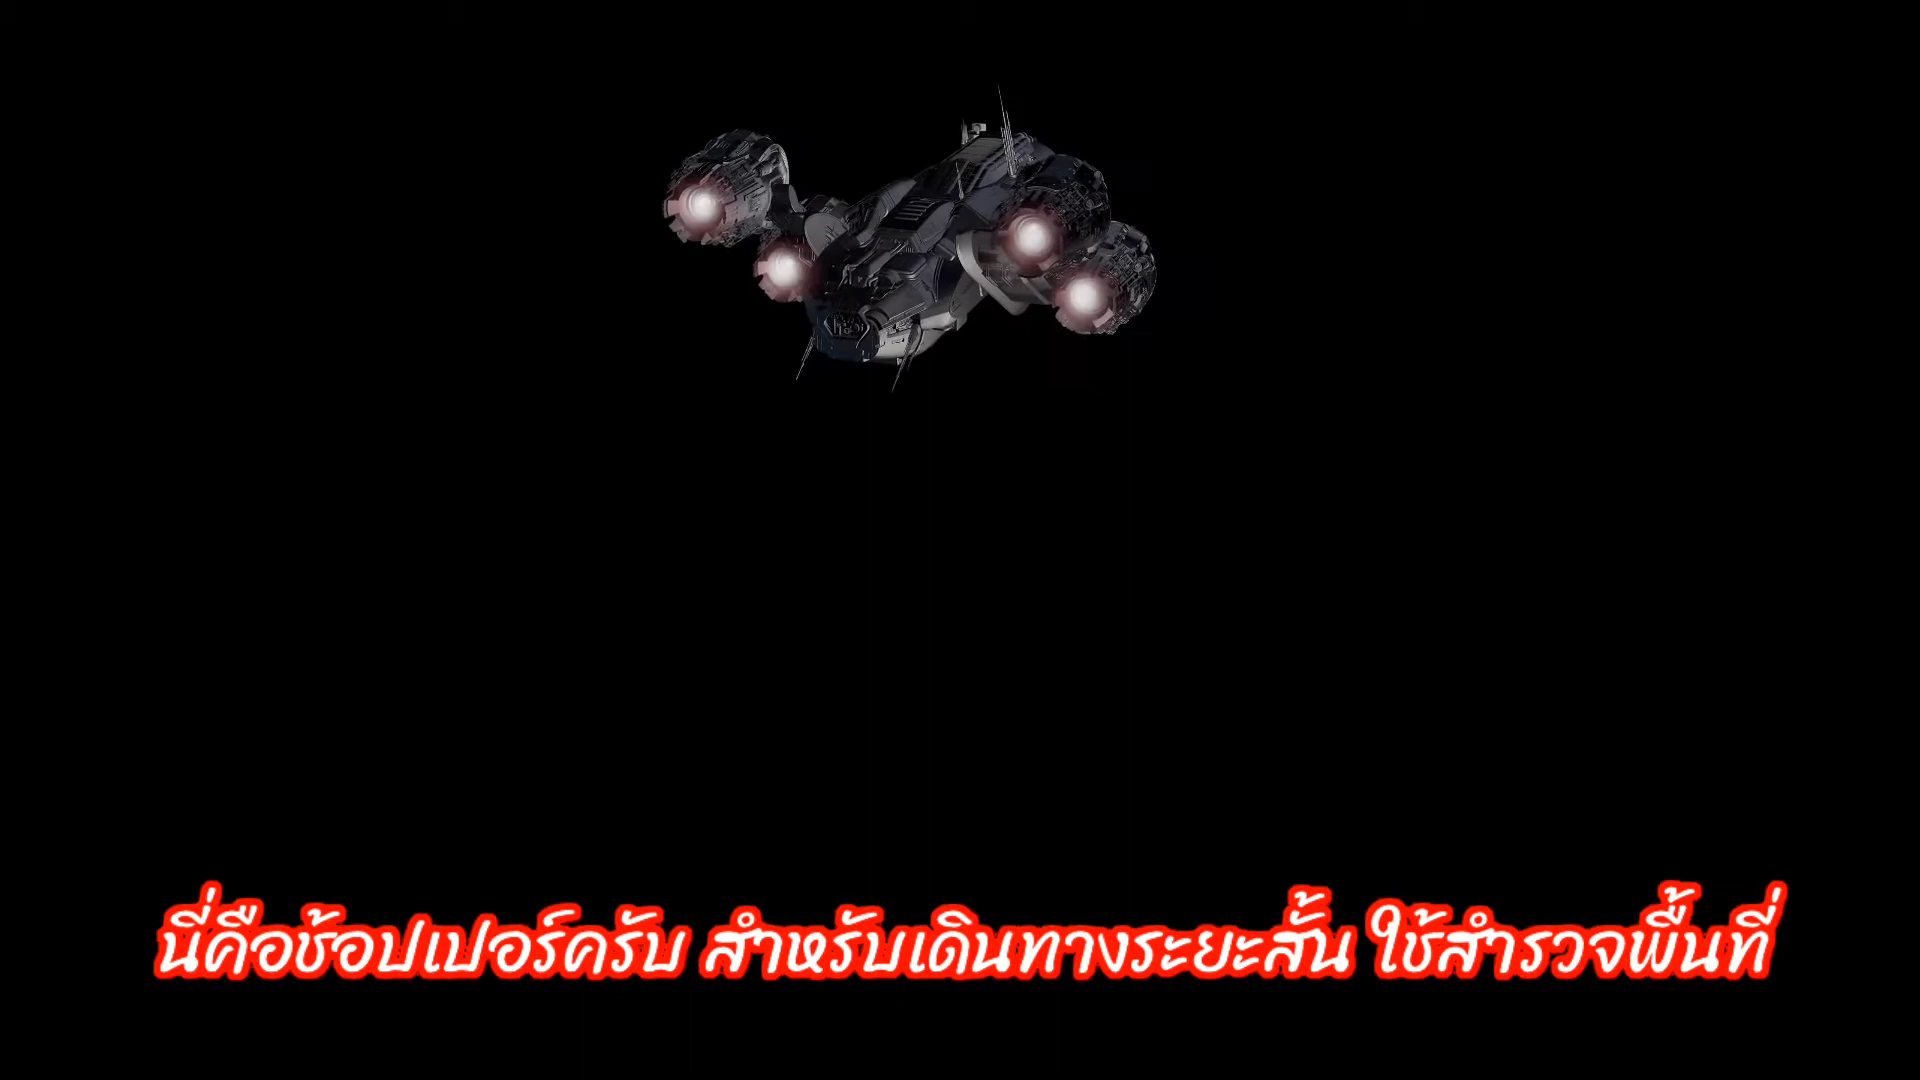 นี่คือช้อปเปอร์ครับ สำหรับเดินทางระยะสั้น ใช้สำรวจพื้นที่